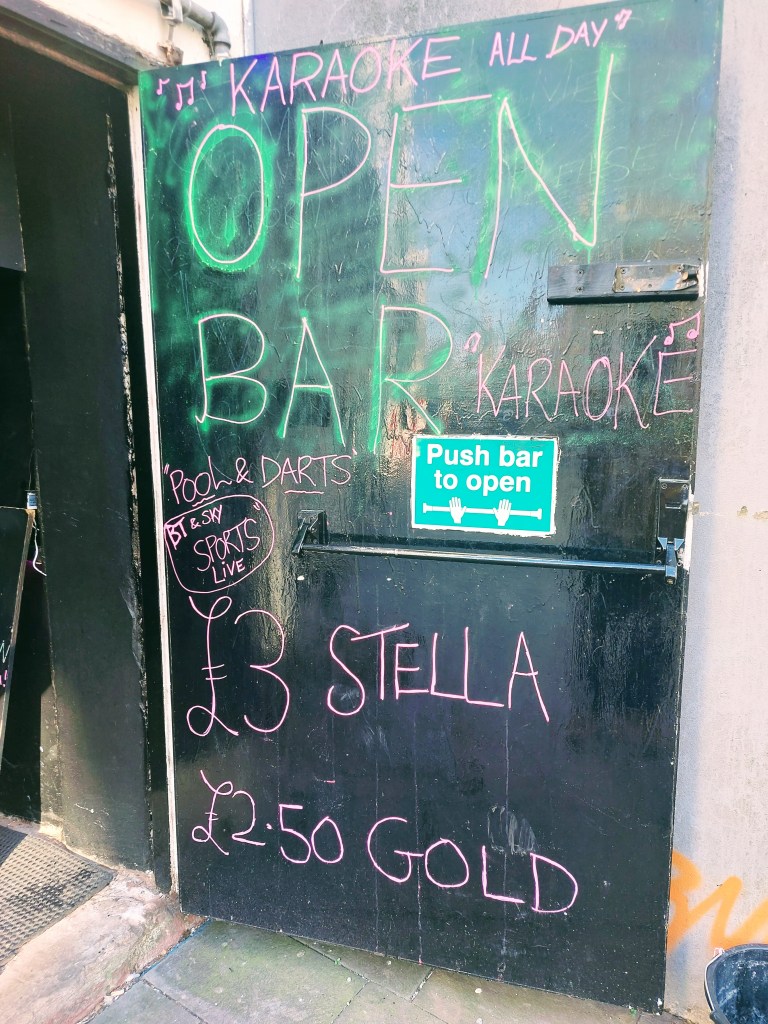 KARAOKE ALL DAY
OPEN
BAR
KARAOKE
"POOL & DARTS"
Push bar
to open
BT & SKY
SPORTS
LiVE
£3 STELLA
£2.50 GOLD